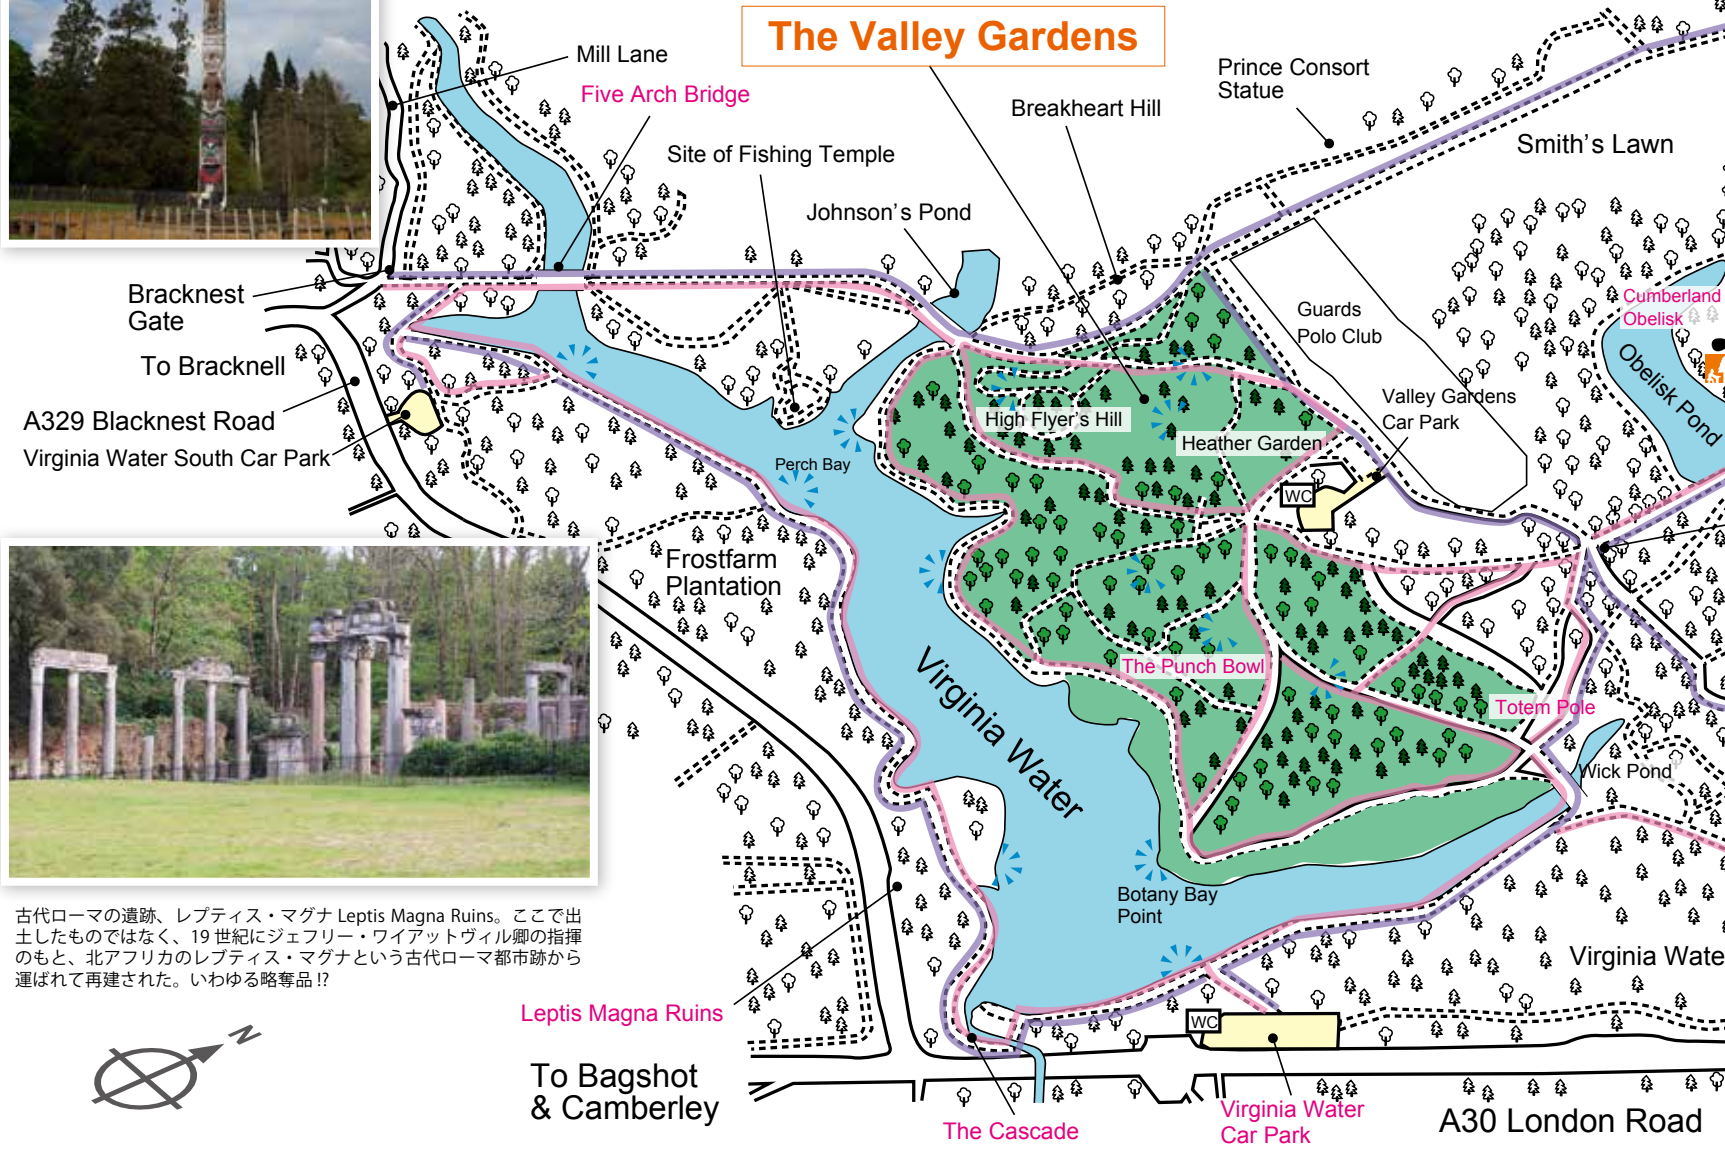 The Valley Gardens
Mill Lane
Five Arch Bridge
Site of Fishing Temple
Johnson's Pond
Breakheart Hill
Prince Consort
Statue
Smith's Lawn
Bracknest
Gate
To Bracknell
A329 Blacknest Road
Virginia Water South Car Park
Guards
Polo Club
Cumberland
Obelisk
Obelisk Pond
Valley Gardens
Car Park
High Flyer's Hill
Heather Garden
Perch Bay
WC
Frostfarm
Plantation
The Punch Bowl
Totem Pole
Virginia Water
Wick Pond
Botany Bay
Point
Virginia Wate
古代ローマの遺跡、レプティス・マグナ Leptis Magna Ruins。ここで出
土したものではなく、19 世紀にジェフリー・ワイアットヴィル卿の指揮
のもと、北アフリカのレプティス・マグナという古代ローマ都市跡から
運ばれて再建された。いわゆる略奪品 !?
Leptis Magna Ruins
N
WC
To Bagshot
& Camberley
The Cascade
Virginia Water
Car Park
A30 London Road